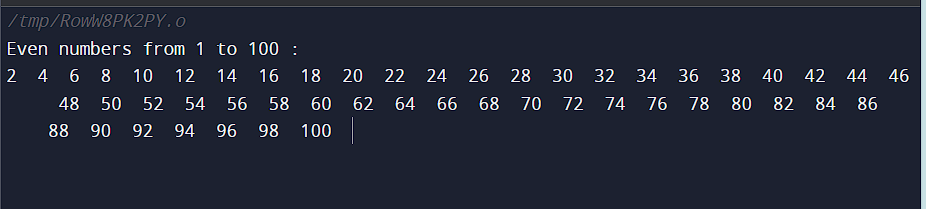 /tmp/RowW8PK2PY.o
Even numbers from 1 to 100 :
2 4 6 8 10 12 14 16 18 20 22 24 26 28 30 32 34 36 38 40 42 44 46
48 50 52 54 56 58 60 62 64 66 68 70 72 74 76 78 80 82 84 86
88 90 92 94 96 98 100